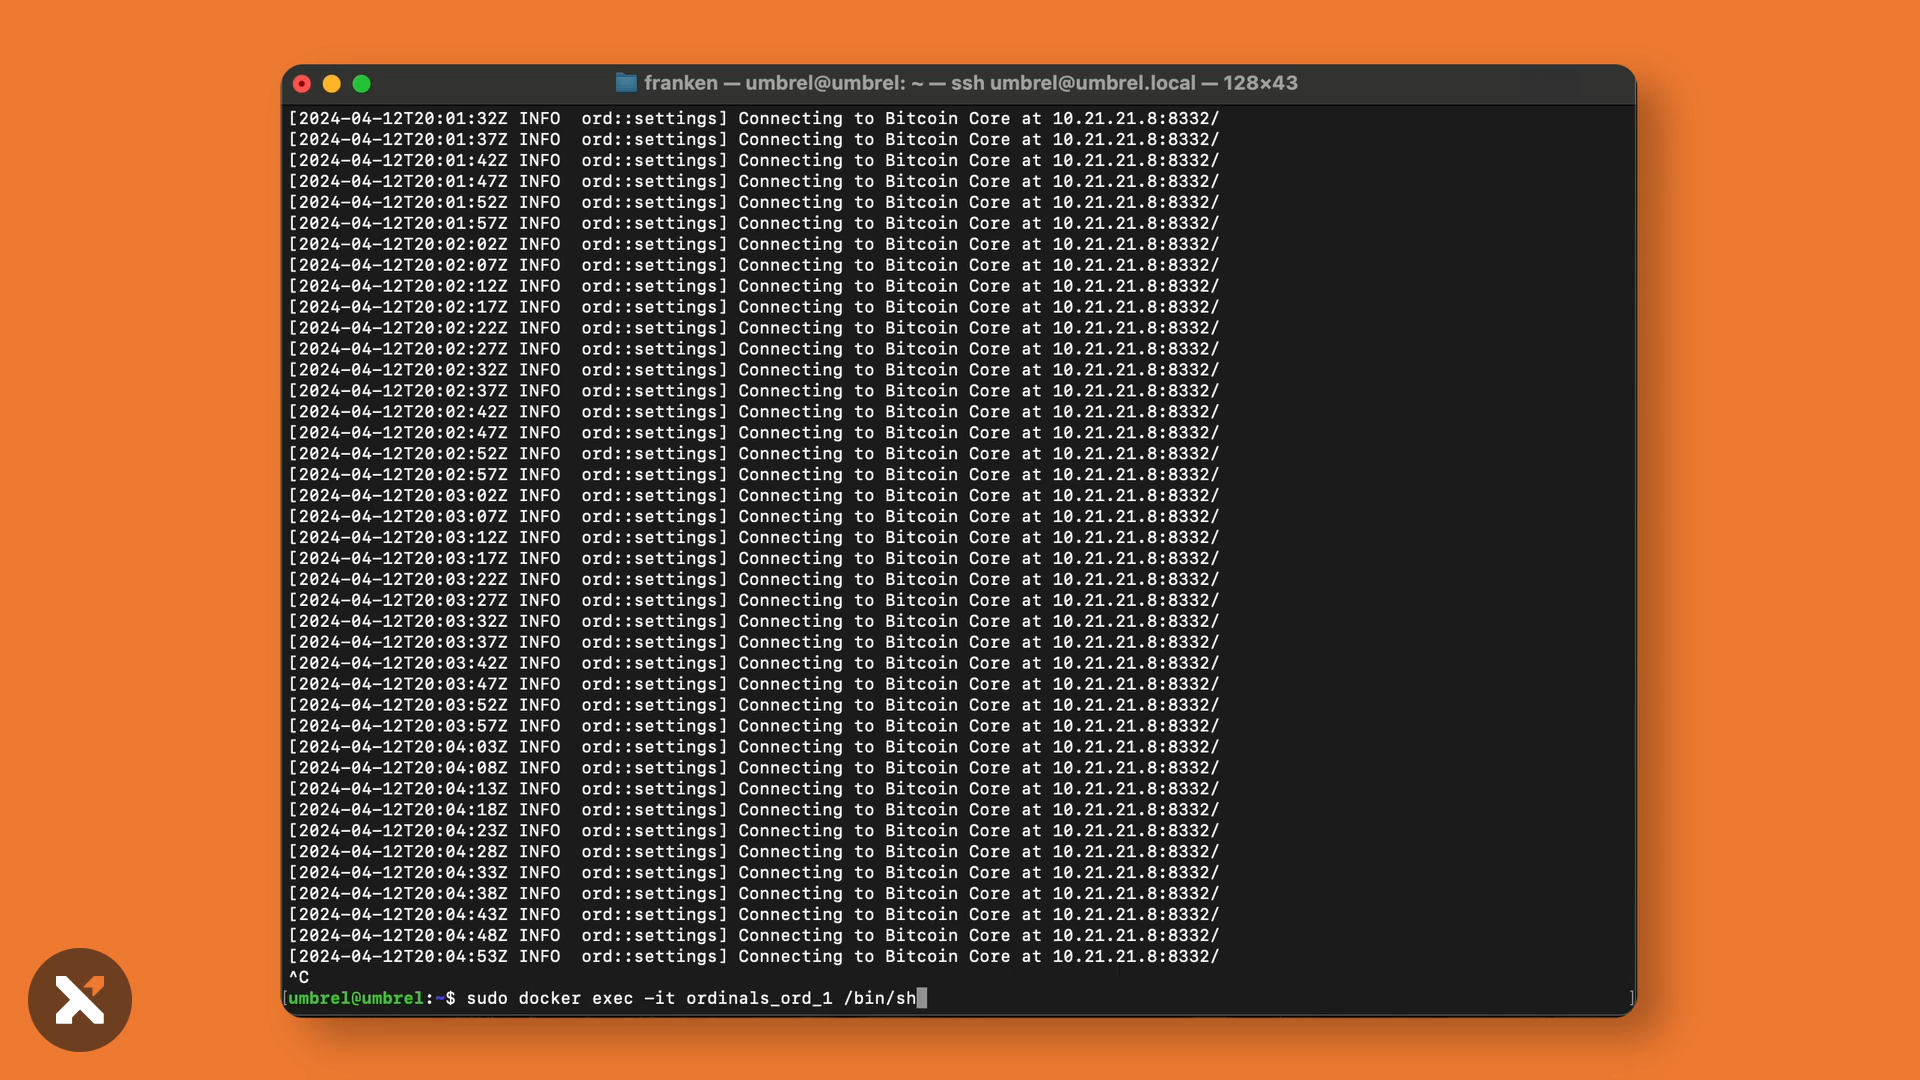 franken — umbrel@umbrel: ~ — ssh umbrel@umbrel.local — 128×43
[2024-04-12T20:01:32Z INFO  ord::settings] Connecting to Bitcoin Core at 10.21.21.8:8332/
[2024-04-12T20:01:37Z INFO  ord::settings] Connecting to Bitcoin Core at 10.21.21.8:8332/
[2024-04-12T20:01:42Z INFO  ord::settings] Connecting to Bitcoin Core at 10.21.21.8:8332/
[2024-04-12T20:01:47Z INFO  ord::settings] Connecting to Bitcoin Core at 10.21.21.8:8332/
[2024-04-12T20:01:52Z INFO  ord::settings] Connecting to Bitcoin Core at 10.21.21.8:8332/
[2024-04-12T20:01:57Z INFO  ord::settings] Connecting to Bitcoin Core at 10.21.21.8:8332/
[2024-04-12T20:02:02Z INFO  ord::settings] Connecting to Bitcoin Core at 10.21.21.8:8332/
[2024-04-12T20:02:07Z INFO  ord::settings] Connecting to Bitcoin Core at 10.21.21.8:8332/
[2024-04-12T20:02:12Z INFO  ord::settings] Connecting to Bitcoin Core at 10.21.21.8:8332/
[2024-04-12T20:02:17Z INFO  ord::settings] Connecting to Bitcoin Core at 10.21.21.8:8332/
[2024-04-12T20:02:22Z INFO  ord::settings] Connecting to Bitcoin Core at 10.21.21.8:8332/
[2024-04-12T20:02:27Z INFO  ord::settings] Connecting to Bitcoin Core at 10.21.21.8:8332/
[2024-04-12T20:02:32Z INFO  ord::settings] Connecting to Bitcoin Core at 10.21.21.8:8332/
[2024-04-12T20:02:37Z INFO  ord::settings] Connecting to Bitcoin Core at 10.21.21.8:8332/
[2024-04-12T20:02:42Z INFO  ord::settings] Connecting to Bitcoin Core at 10.21.21.8:8332/
[2024-04-12T20:02:47Z INFO  ord::settings] Connecting to Bitcoin Core at 10.21.21.8:8332/
[2024-04-12T20:02:52Z INFO  ord::settings] Connecting to Bitcoin Core at 10.21.21.8:8332/
[2024-04-12T20:02:57Z INFO  ord::settings] Connecting to Bitcoin Core at 10.21.21.8:8332/
[2024-04-12T20:03:02Z INFO  ord::settings] Connecting to Bitcoin Core at 10.21.21.8:8332/
[2024-04-12T20:03:07Z INFO  ord::settings] Connecting to Bitcoin Core at 10.21.21.8:8332/
[2024-04-12T20:03:12Z INFO  ord::settings] Connecting to Bitcoin Core at 10.21.21.8:8332/
[2024-04-12T20:03:17Z INFO  ord::settings] Connecting to Bitcoin Core at 10.21.21.8:8332/
[2024-04-12T20:03:22Z INFO  ord::settings] Connecting to Bitcoin Core at 10.21.21.8:8332/
[2024-04-12T20:03:27Z INFO  ord::settings] Connecting to Bitcoin Core at 10.21.21.8:8332/
[2024-04-12T20:03:32Z INFO  ord::settings] Connecting to Bitcoin Core at 10.21.21.8:8332/
[2024-04-12T20:03:37Z INFO  ord::settings] Connecting to Bitcoin Core at 10.21.21.8:8332/
[2024-04-12T20:03:42Z INFO  ord::settings] Connecting to Bitcoin Core at 10.21.21.8:8332/
[2024-04-12T20:03:47Z INFO  ord::settings] Connecting to Bitcoin Core at 10.21.21.8:8332/
[2024-04-12T20:03:52Z INFO  ord::settings] Connecting to Bitcoin Core at 10.21.21.8:8332/
[2024-04-12T20:03:57Z INFO  ord::settings] Connecting to Bitcoin Core at 10.21.21.8:8332/
[2024-04-12T20:04:03Z INFO  ord::settings] Connecting to Bitcoin Core at 10.21.21.8:8332/
[2024-04-12T20:04:08Z INFO  ord::settings] Connecting to Bitcoin Core at 10.21.21.8:8332/
[2024-04-12T20:04:13Z INFO  ord::settings] Connecting to Bitcoin Core at 10.21.21.8:8332/
[2024-04-12T20:04:18Z INFO  ord::settings] Connecting to Bitcoin Core at 10.21.21.8:8332/
[2024-04-12T20:04:23Z INFO  ord::settings] Connecting to Bitcoin Core at 10.21.21.8:8332/
[2024-04-12T20:04:28Z INFO  ord::settings] Connecting to Bitcoin Core at 10.21.21.8:8332/
[2024-04-12T20:04:33Z INFO  ord::settings] Connecting to Bitcoin Core at 10.21.21.8:8332/
[2024-04-12T20:04:38Z INFO  ord::settings] Connecting to Bitcoin Core at 10.21.21.8:8332/
[2024-04-12T20:04:43Z INFO  ord::settings] Connecting to Bitcoin Core at 10.21.21.8:8332/
[2024-04-12T20:04:48Z INFO  ord::settings] Connecting to Bitcoin Core at 10.21.21.8:8332/
[2024-04-12T20:04:53Z INFO  ord::settings] Connecting to Bitcoin Core at 10.21.21.8:8332/
^C
[umbrel@umbrel:~$ sudo docker exec -it ordinals_ord_1 /bin/sh ]